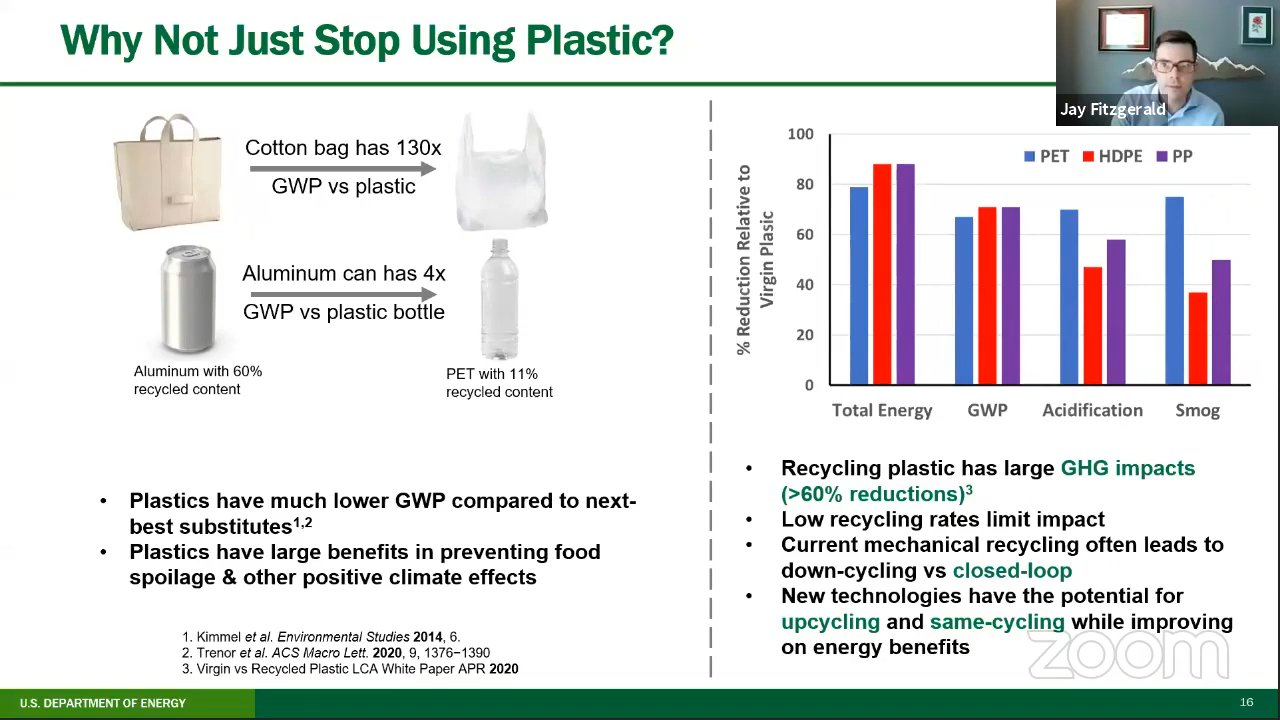 Why Not Just Stop Using Plastic?
Jay Fitzgerald
Cotton bag has 130x
GWP vs plastic
Aluminum can has 4x
GWP vs plastic bottle
Aluminum with 60%
recycled content
PET with 11%
recycled content
• Plastics have much lower GWP compared to next-
best substitutes1,2
• Plastics have large benefits in preventing food
spoilage & other positive climate effects
1. Kimmel et al. Environmental Studies 2014, 6.
2. Trenor et al. ACS Macro Lett. 2020, 9, 1376−1390
3. Virgin vs Recycled Plastic LCA White Paper APR 2020
% Reduction Relative to
Virgin Plasic
100
80
60
40
20
0
PET HDPE PP
Total Energy GWP Acidification Smog
• Recycling plastic has large GHG impacts
(>60% reductions)3
• Low recycling rates limit impact
• Current mechanical recycling often leads to
down-cycling vs closed-loop
• New technologies have the potential for
upcycling and same-cycling while improving
on energy benefits
zoom
U.S. DEPARTMENT OF ENERGY
16